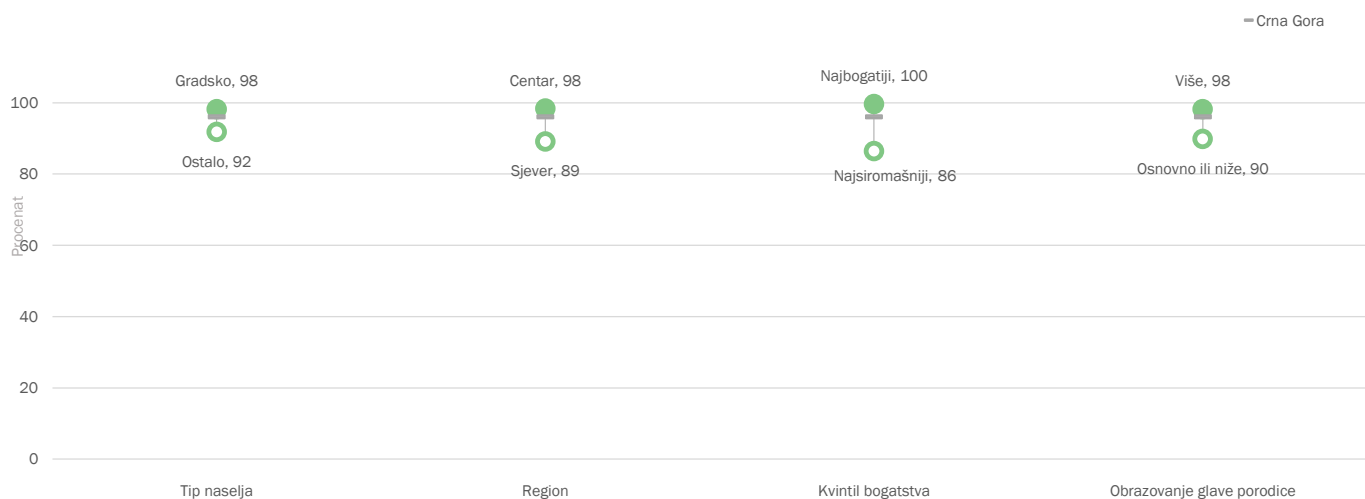 Crna Gora
Gradsko, 98
Centar, 98
Najbogatiji, 100
Više, 98
Ostalo, 92
Sjever, 89
Najsiromašniji, 86
Osnovno ili niže, 90
Procenat
100
80
60
40
20
0
Tip naselja
Region
Kvintil bogatstva
Obrazovanje glave porodice